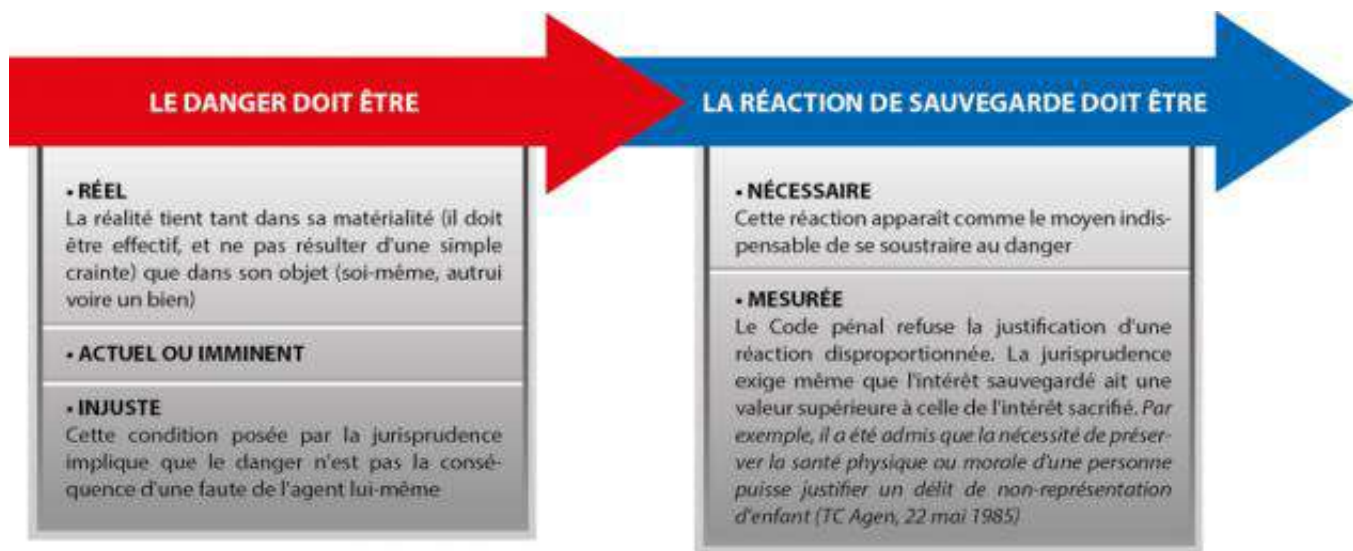 LE DANGER DOIT ÊTRE
• RÉEL
La réalité tient tant dans sa matérialité (il doit
être effectif, et ne pas résulter d'une simple
crainte) que dans son objet (soi-même, autrui
voire un bien)
• ACTUEL OU IMMINENT
• INJUSTE
Cette condition posée par la jurisprudence
implique que le danger n'est pas la consé-
quence d'une faute de l'agent lui-même
LA RÉACTION DE SAUVEGARDE DOIT ÊTRE
• NÉCESSAIRE
Cette réaction apparaît comme le moyen indis-
pensable de se soustraire au danger
• MESURÉE
Le Code pénal refuse la justification d'une
réaction disproportionnée. La jurisprudence
exige même que l'intérêt sauvegardé ait une
valeur supérieure à celle de l'intérêt sacrifié. Par
exemple, il a été admis que la nécessité de préser-
ver la santé physique ou morale d'une personne
puisse justifier un délit de non-représentation
d'enfant (TC Agen, 22 mai 1985)